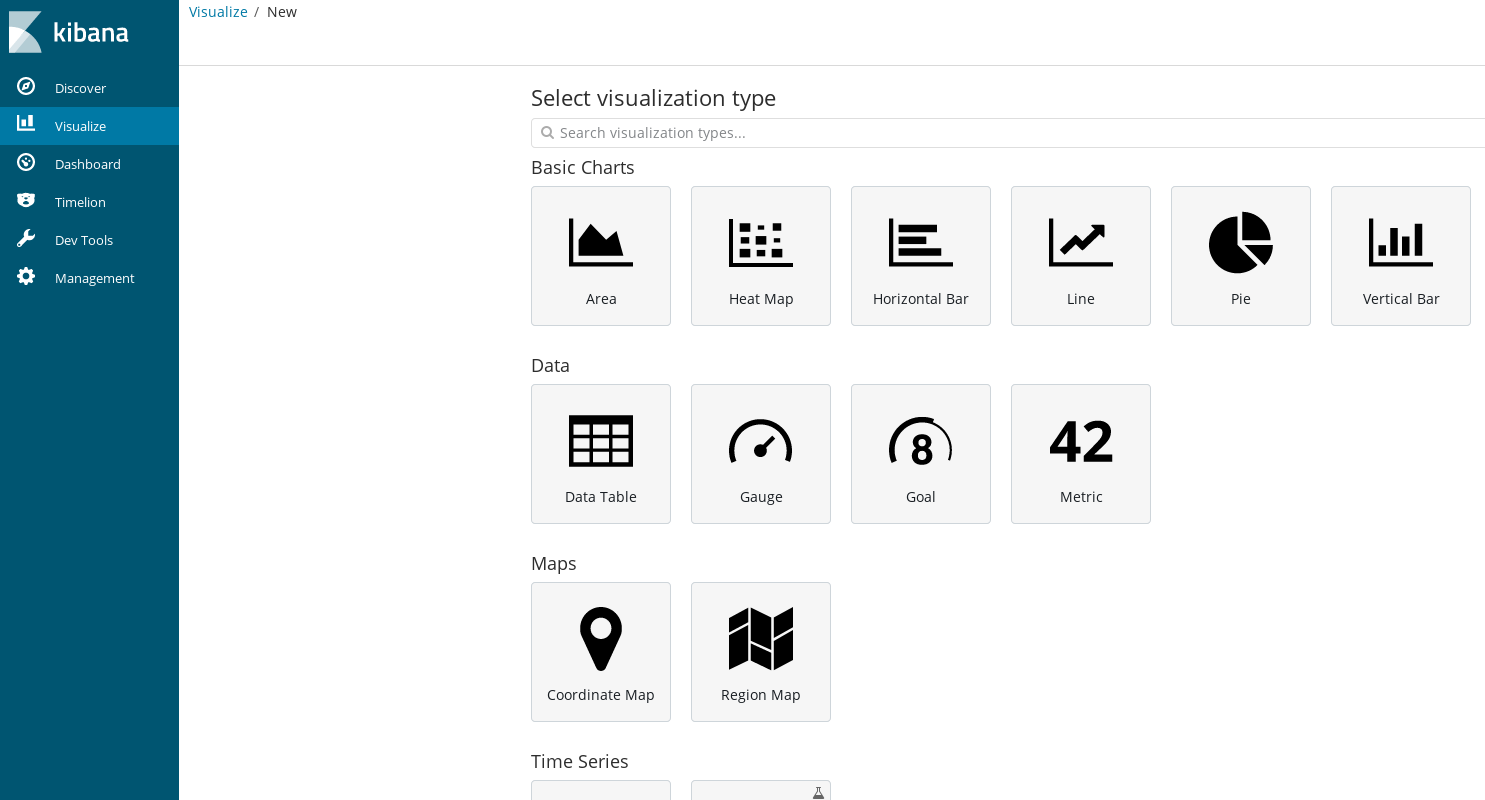 kibana
Discover
Visualize
Dashboard
Timelion
Dev Tools
Management
Visualize / New
Select visualization type
Search visualization types...
Basic Charts
Area
Heat Map
Horizontal Bar
Line
Pie
Vertical Bar
Data
8
42
Data Table
Gauge
Goal
Metric
Maps
Coordinate Map
Region Map
Time Series